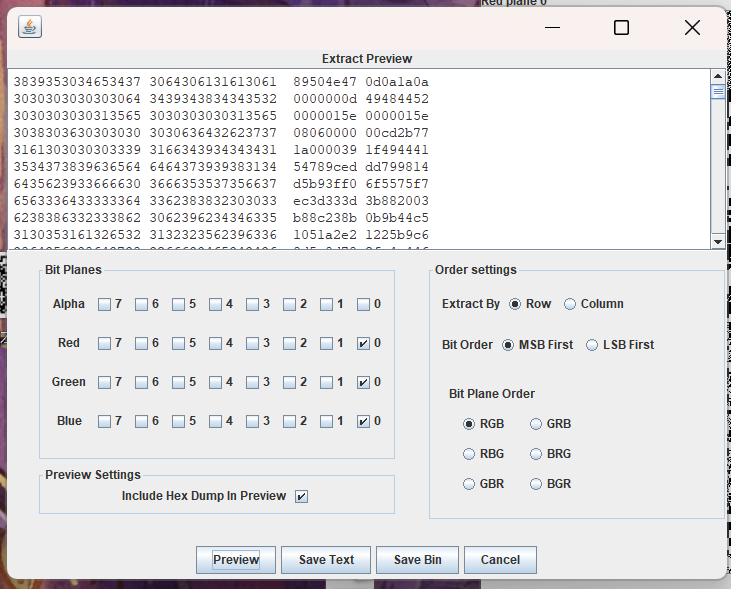 Red plane 0
Extract Preview
3839353034653437 3064306131613061 89504e47 0d0a1a0a
3030303030303064 3439343834343532 0000000d 49484452
3030303030313565 3030303030313565 0000015e 0000015e
3038303630303030 3030636432623737 08060000 00cd2b77
3161303030303339 3166343934343431 1a000039 1f494441
3534373839636564 6464373939383134 54789ced dd799814
6435623933666630 3666353537356637 d5b93ff0 6f5575f7
6563336433333364 3362383832303033 ec3d333d 3b882003
6238386332333862 3062396234346335 b88c238b 0b9b44c5
3130353161326532 3132323562396336 1051a2e2 1225b9c6
Bit Planes
Order settings
Alpha 7 6 5 4 3 2 1 0
Extract By Row Column
Red 7 6 5 4 3 2 1 0
Bit Order MSB First LSB First
Green 7 6 5 4 3 2 1 0
Bit Plane Order
Blue 7 6 5 4 3 2 1 0
RGB GRB
RBG BRG
GBR BGR
Preview Settings
Include Hex Dump In Preview
Preview Save Text Save Bin Cancel